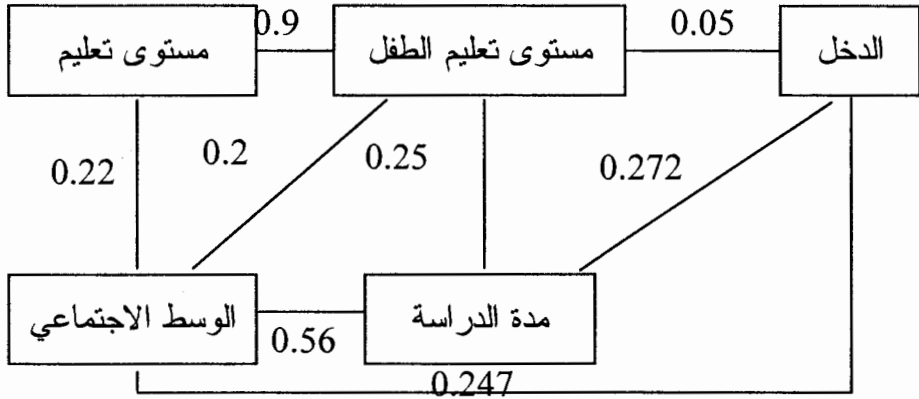 الدخل
0.05
مستوى تعليم الطفل
0.9
مستوى تعليم
0.272
0.25
0.2
0.22
مدة الدراسة
0.56
الوسط الاجتماعي
0.247